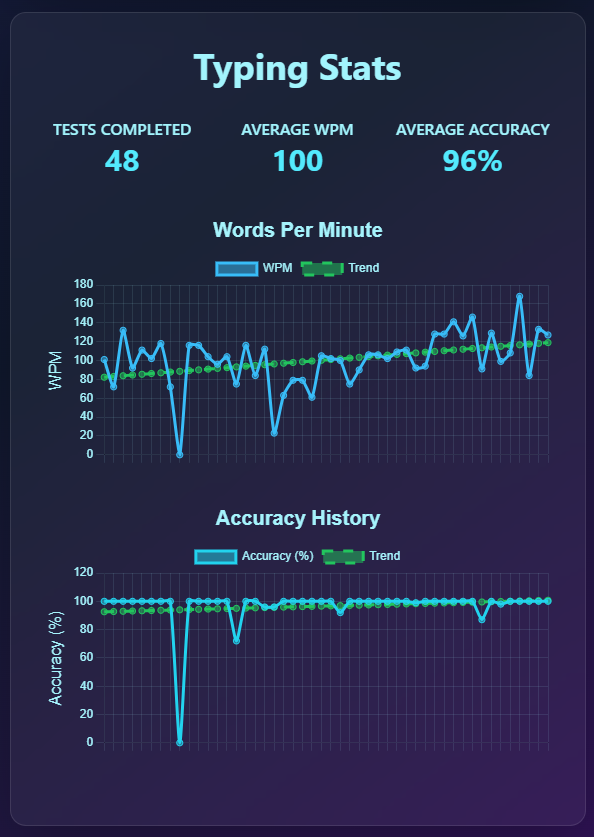 Typing Stats
TESTS COMPLETED AVERAGE WPM AVERAGE ACCURACY
48 100 96%
Words Per Minute
WPM Trend
180
160
140
120
100
80
60
40
20
0
WPM
Accuracy History
Accuracy (%) Trend
120
100
80
60
40
20
0
Accuracy (%)